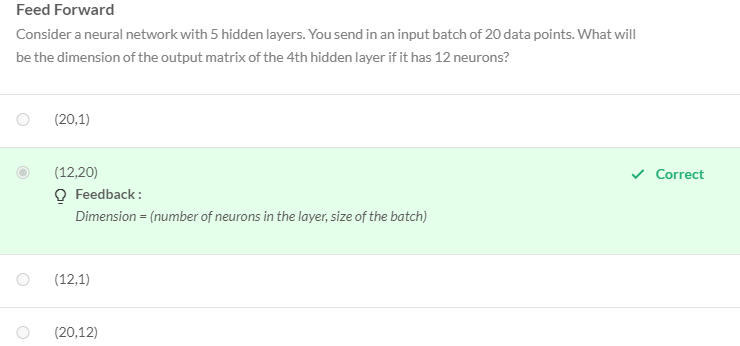 Feed Forward
Consider a neural network with 5 hidden layers. You send in an input batch of 20 data points. What will
be the dimension of the output matrix of the 4th hidden layer if it has 12 neurons?
(20,1)
(12,20)
Correct
Feedback :
Dimension = (number of neurons in the layer, size of the batch)
(12,1)
(20,12)